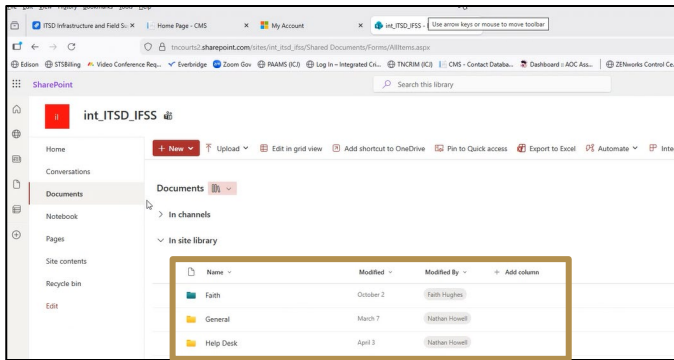 ITSD Infrastructure and Field Su
Home Page - CMS
My Account
int_ITSD_IFSS -
Use arrow keys or mouse to move toolbar
tncourts2.sharepoint.com/sites/int_itsd_ifss/Shared Documents/Forms/AllItems.aspx
Edison
STSBilling
Video Conference Req...
Everbridge
Zoom Gov
PAAMS (ICJ)
Log In – Integrated Cri...
TNCRIM (ICJ)
CMS - Contact Databa...
Dashboard :: AOC Ass...
ZENworks Control Ce
SharePoint
Search this library
il
int_ITSD_IFSS
Home
Conversations
Documents
Notebook
Pages
Site contents
Recycle bin
Edit
+ New
Upload
Edit in grid view
Add shortcut to OneDrive
Pin to Quick access
Export to Excel
Automate
Inte
Documents
In channels
In site library
Name
Modified
Modified By
+ Add column
Faith
October 2
Faith Hughes
General
March 7
Nathan Howell
Help Desk
April 3
Nathan Howell